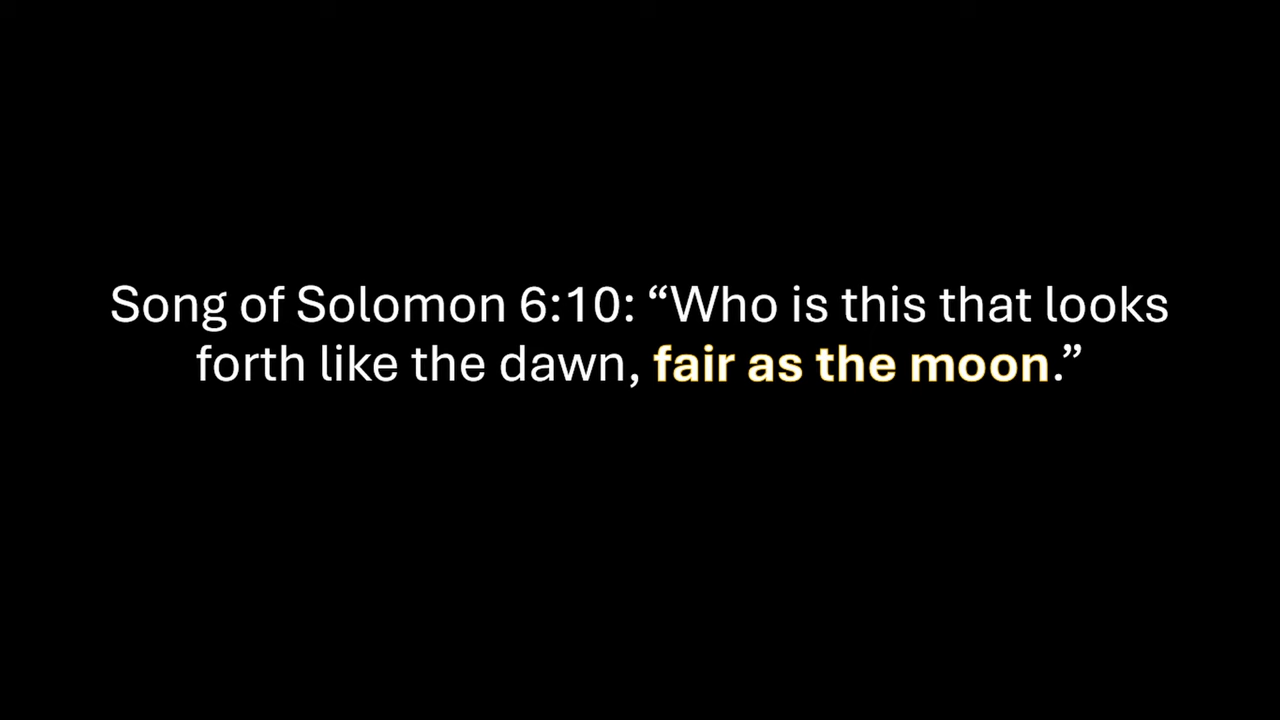 Song of Solomon 6:10: “Who is this that looks
forth like the dawn, fair as the moon.”